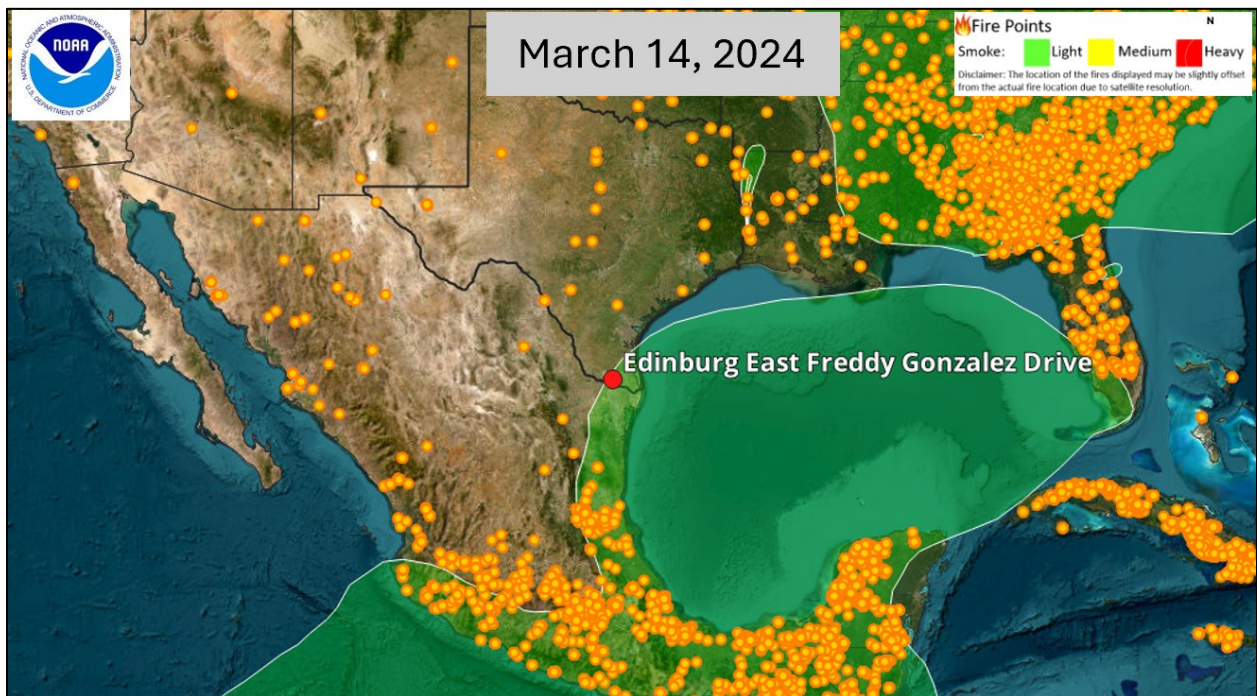 NATIONAL OCEANIC AND ATMOSPHERIC ADMINISTRATION
NOAA
U.S. DEPARTMENT OF COMMERCE
March 14, 2024
N
Fire Points
Smoke: Light Medium Heavy
Disclaimer: The location of the fires displayed may be slightly offset
from the actual fire location due to satellite resolution.
Edinburg East Freddy Gonzalez Drive